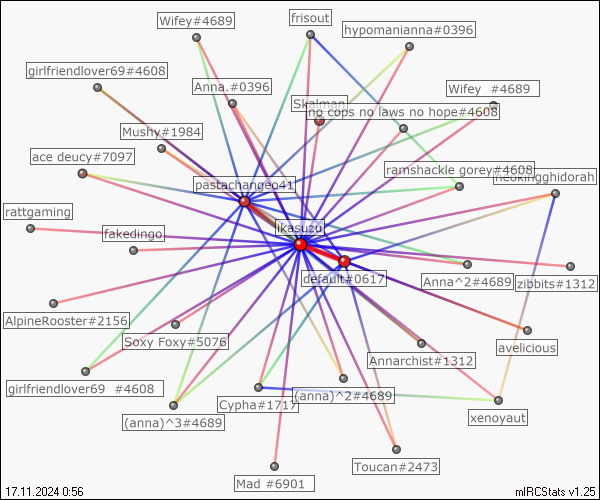 Wifey#4689
frisout
hypomanianna#0396
girlfriendlover69#4608
Anna.#0396
Wifey #4689
Skalman
no cops no laws no hope#4608
Mushy#1984
ace deucy#7097
ramshackle gorey#4608
neokingghidorah
pastachangeo41
rattgaming
ikasuzu
fakedingo
default#0617
Anna^2#4689
zibbits#1312
AlpineRooster#2156
Soxy Foxy#5076
avelicious
Annarchist#1312
girlfriendlover69 #4608
(anna)^2#4689
Cypha#1717
(anna)^3#4689
xenoyaut
Toucan#2473
Mad #6901
17.11.2024 0:56
mIRCStats v1.25